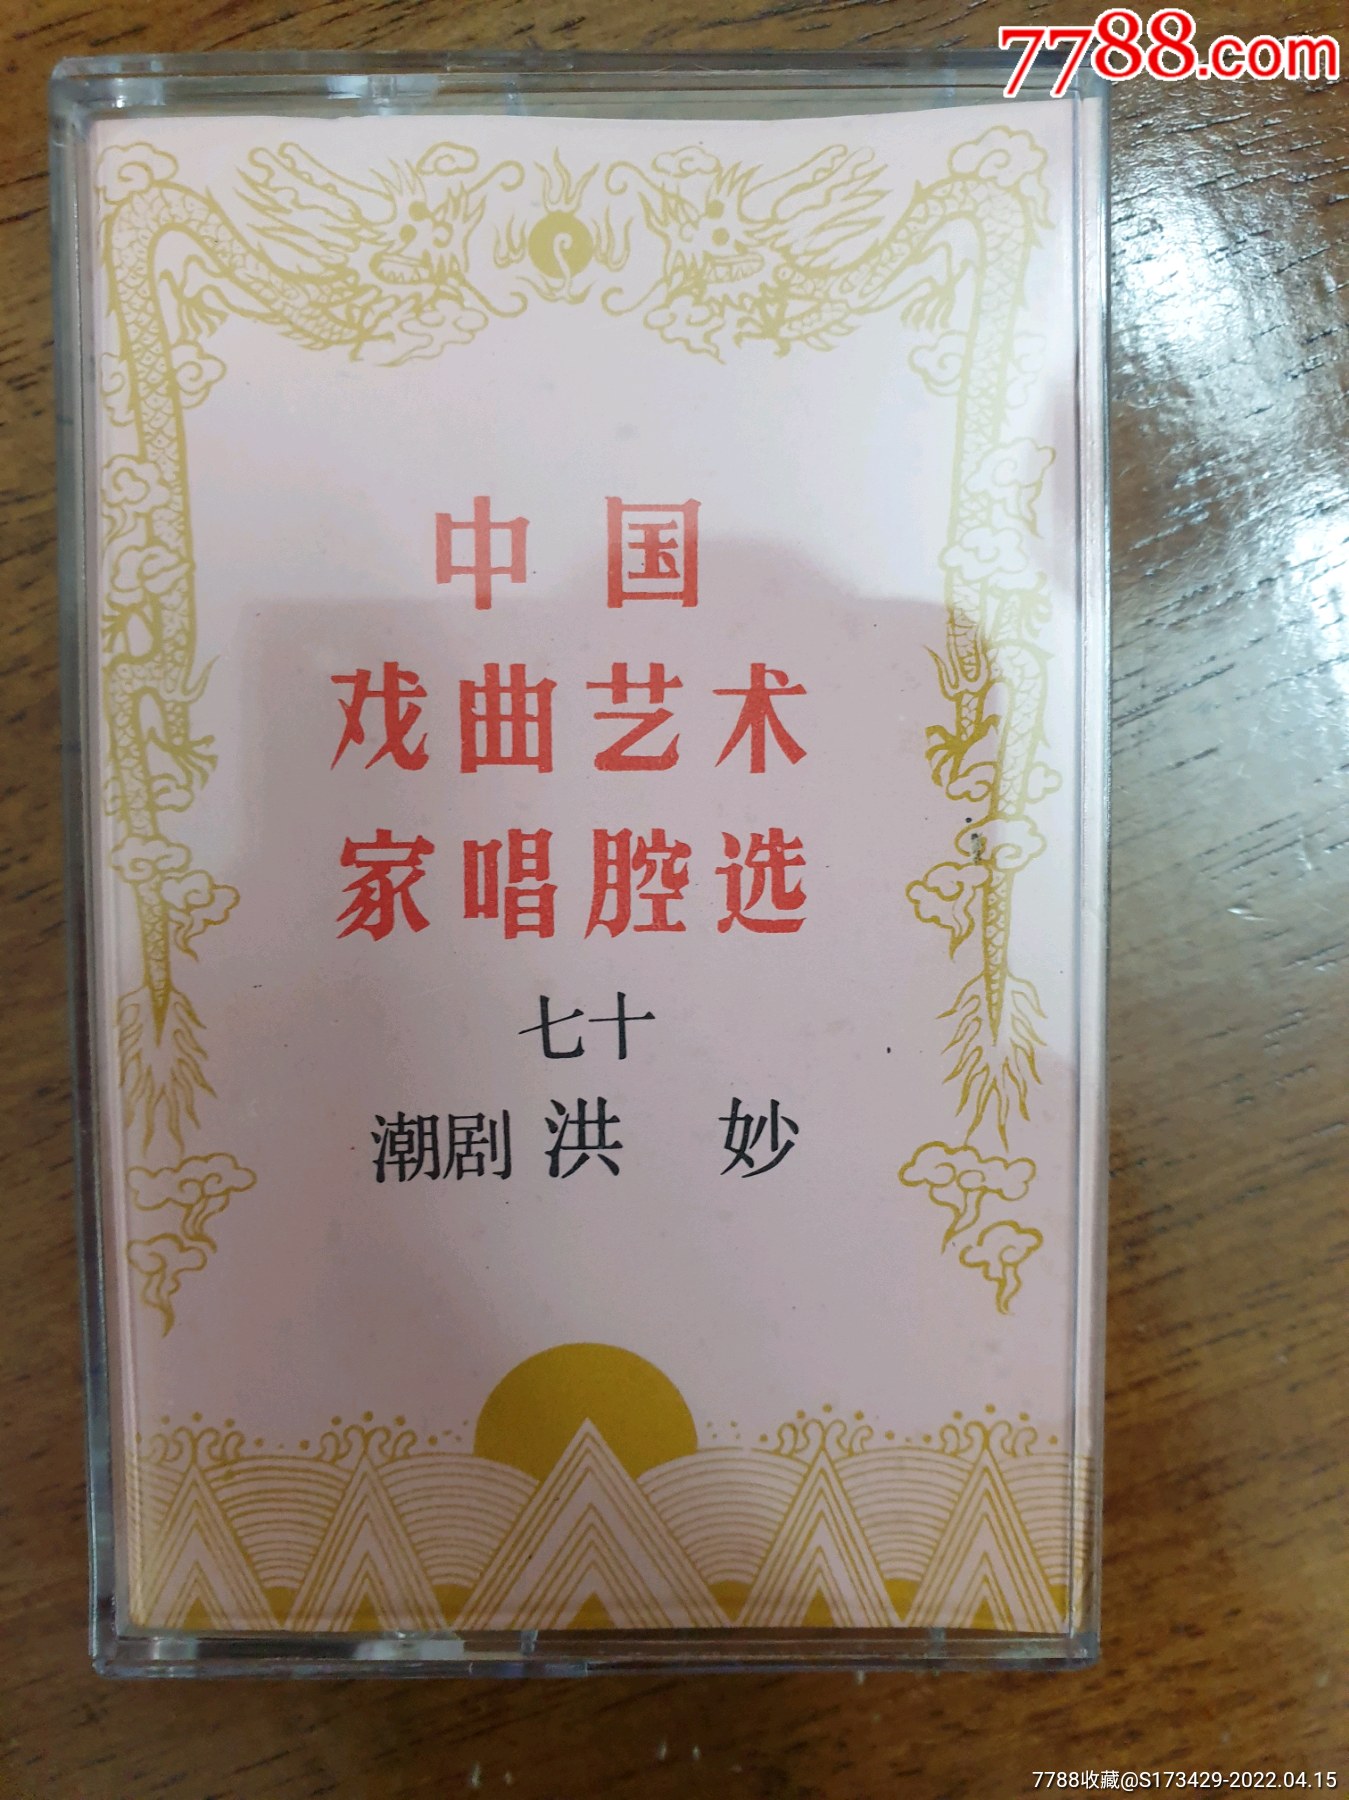 7788.com
中国
戏曲艺术
家唱腔选
七十
潮剧 洪 妙
7788收藏@S173429-2022.04.15